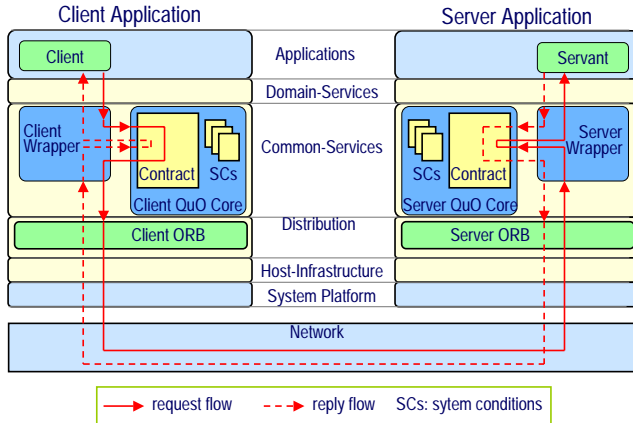 Client Application
Server Application
Client
Applications
Servant
Domain-Services
Client
Wrapper
Common-Services
Server
Wrapper
Contract
SCs
SCs
Contract
Client QuO Core
Server QuO Core
Distribution
Client ORB
Server ORB
Host-Infrastructure
System Platform
Network
request flow
reply flow
SCs: sytem conditions